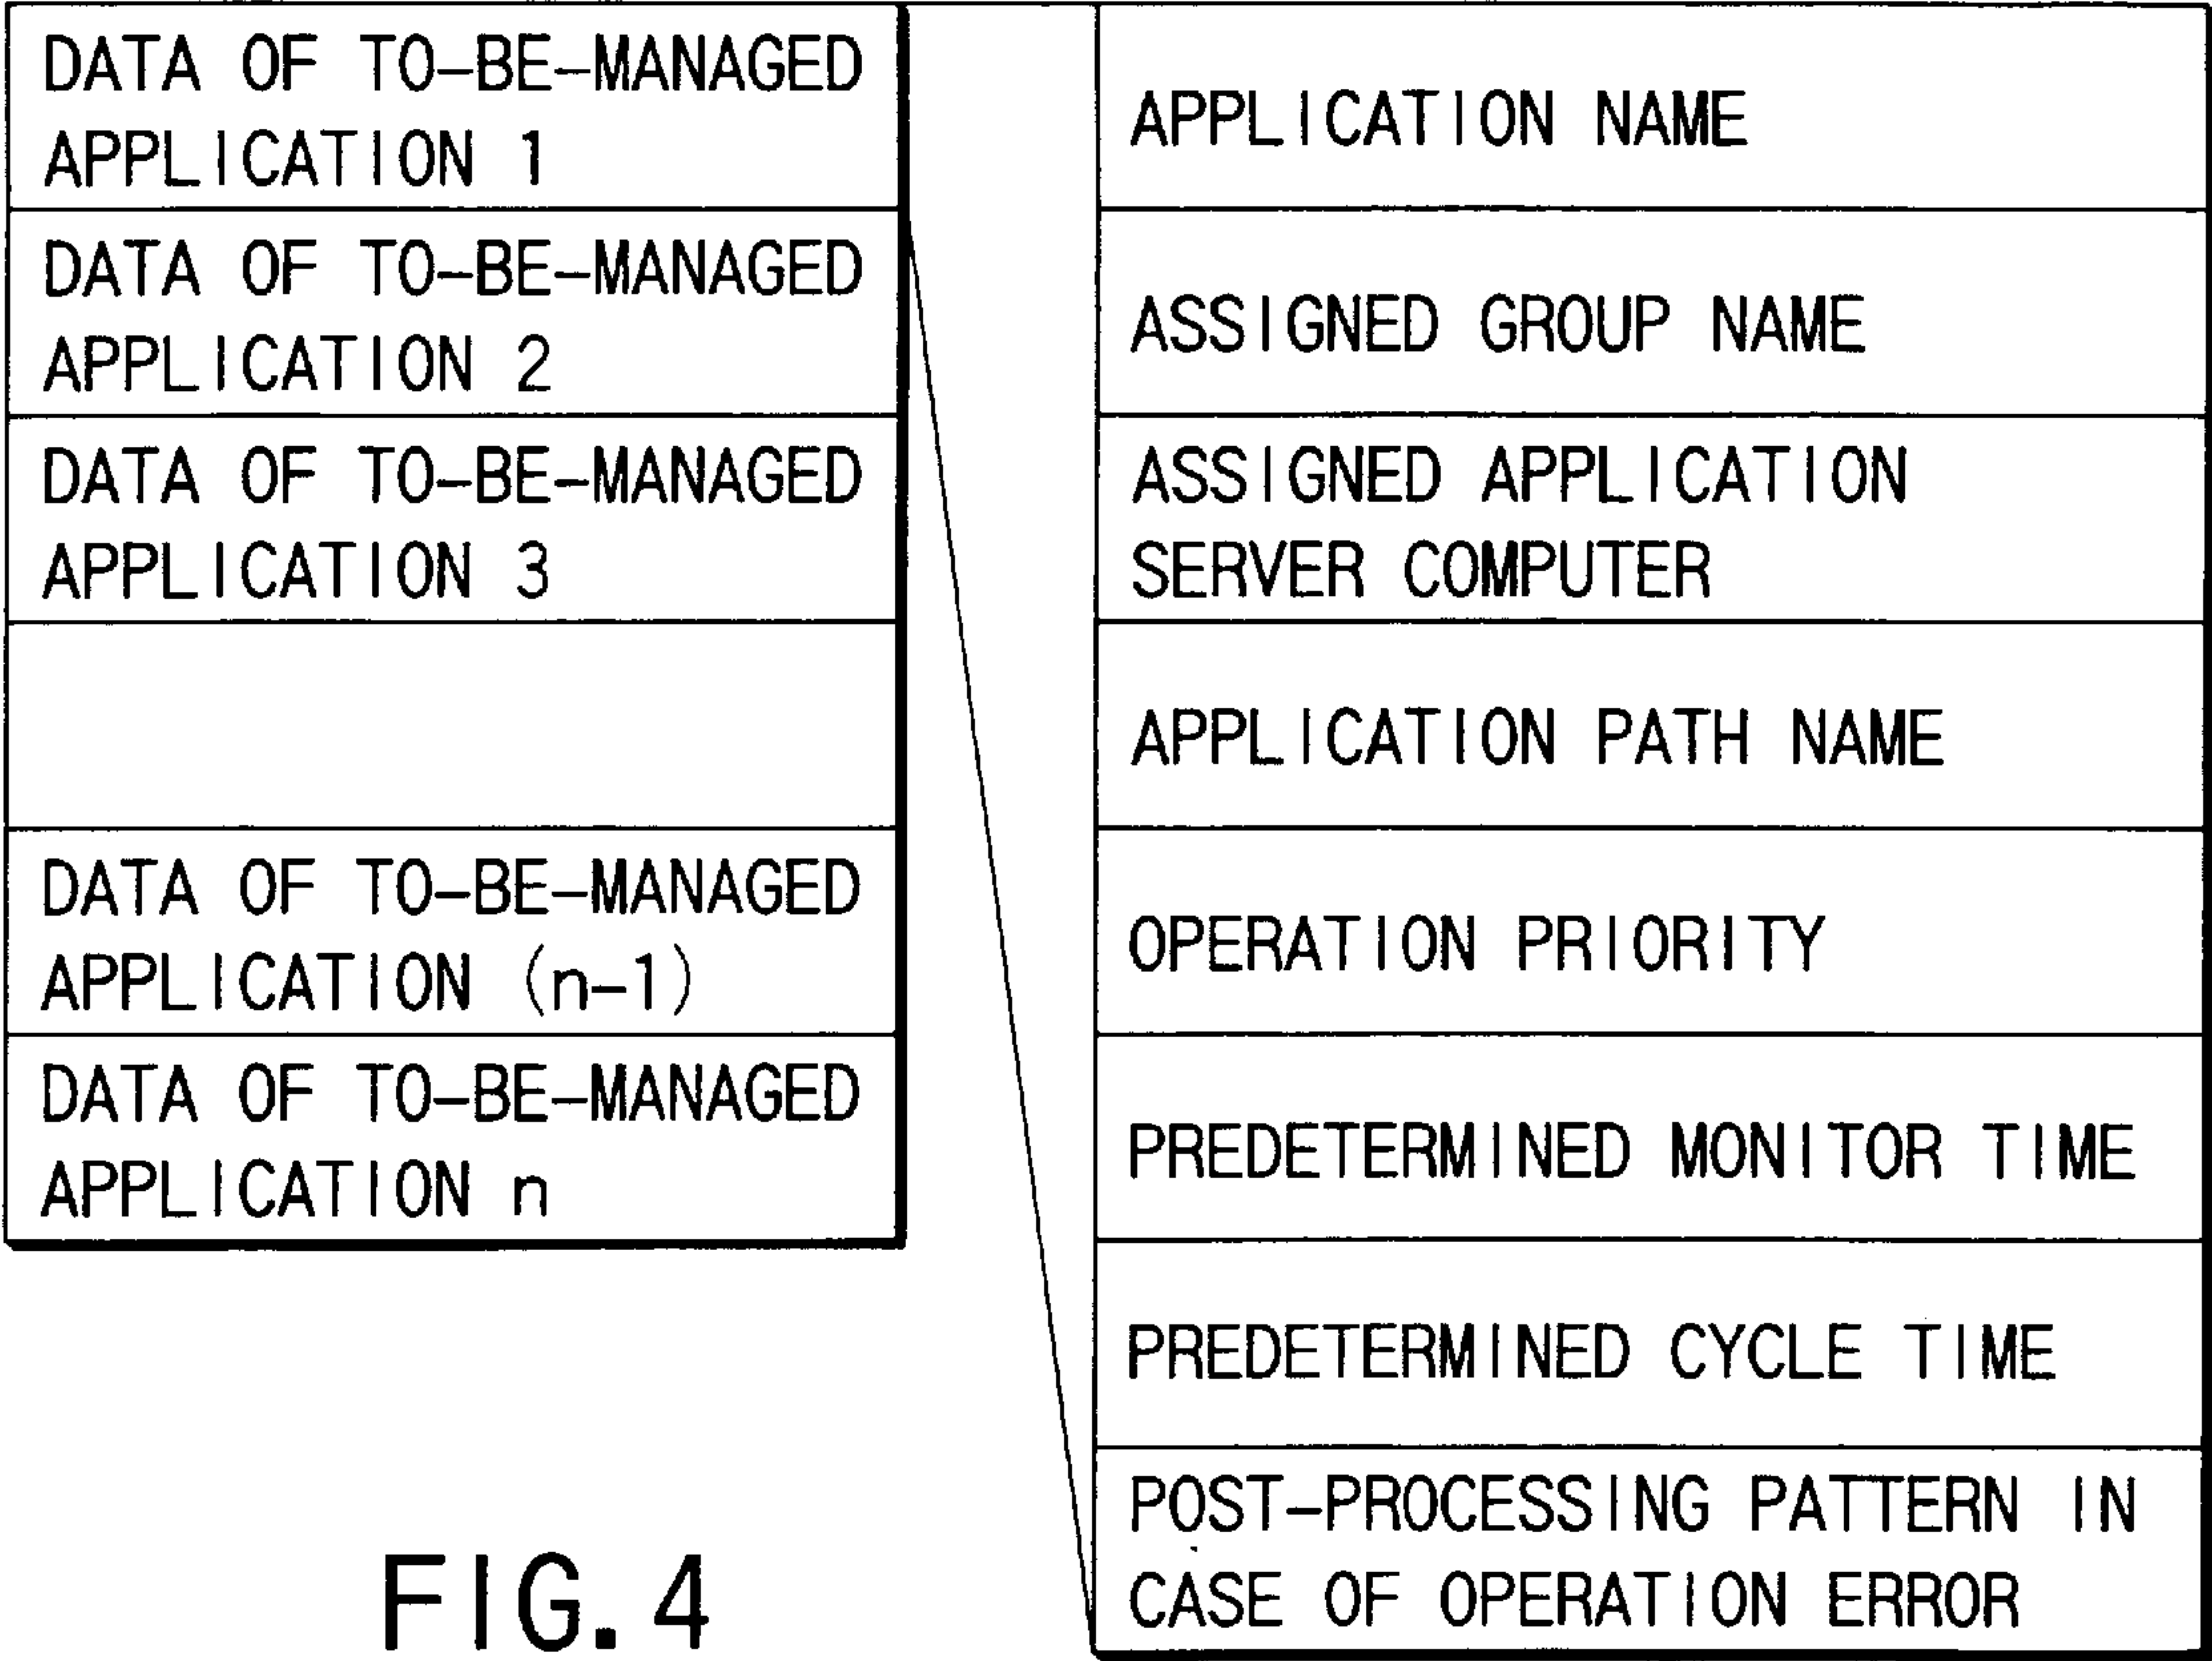 DATA OF TO-BE-MANAGED
APPLICATION 1
DATA OF TO-BE-MANAGED
APPLICATION 2
DATA OF TO-BE-MANAGED
APPLICATION 3
DATA OF TO-BE-MANAGED
APPLICATION (n-1)
DATA OF TO-BE-MANAGED
APPLICATION n
APPLICATION NAME
ASSIGNED GROUP NAME
ASSIGNED APPLICATION
SERVER COMPUTER
APPLICATION PATH NAME
OPERATION PRIORITY
PREDETERMINED MONITOR TIME
PREDETERMINED CYCLE TIME
POST-PROCESSING PATTERN IN
CASE OF OPERATION ERROR
FIG. 4